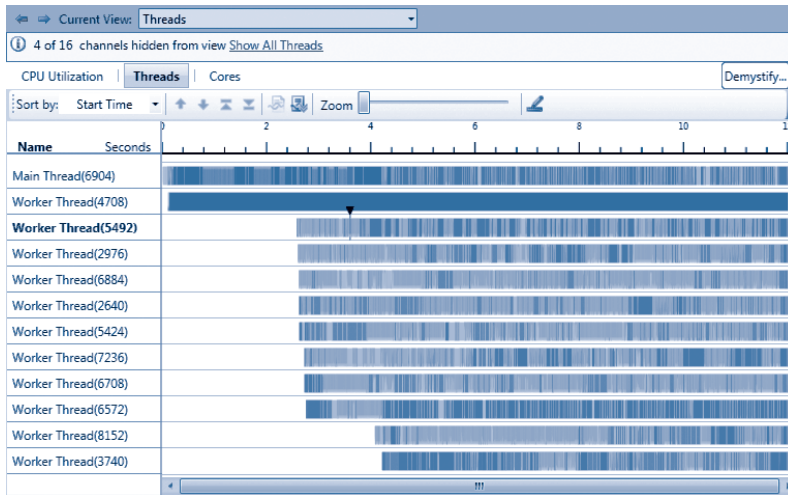 Current View: Threads
4 of 16 channels hidden from view Show All Threads
CPU Utilization | Threads | Cores Demystify...
Sort by: Start Time Zoom
0 2 4 6 8 10
Name Seconds
Main Thread(6904)
Worker Thread(4708)
Worker Thread(5492)
Worker Thread(2976)
Worker Thread(6884)
Worker Thread(2640)
Worker Thread(5424)
Worker Thread(7236)
Worker Thread(6708)
Worker Thread(6572)
Worker Thread(8152)
Worker Thread(3740)